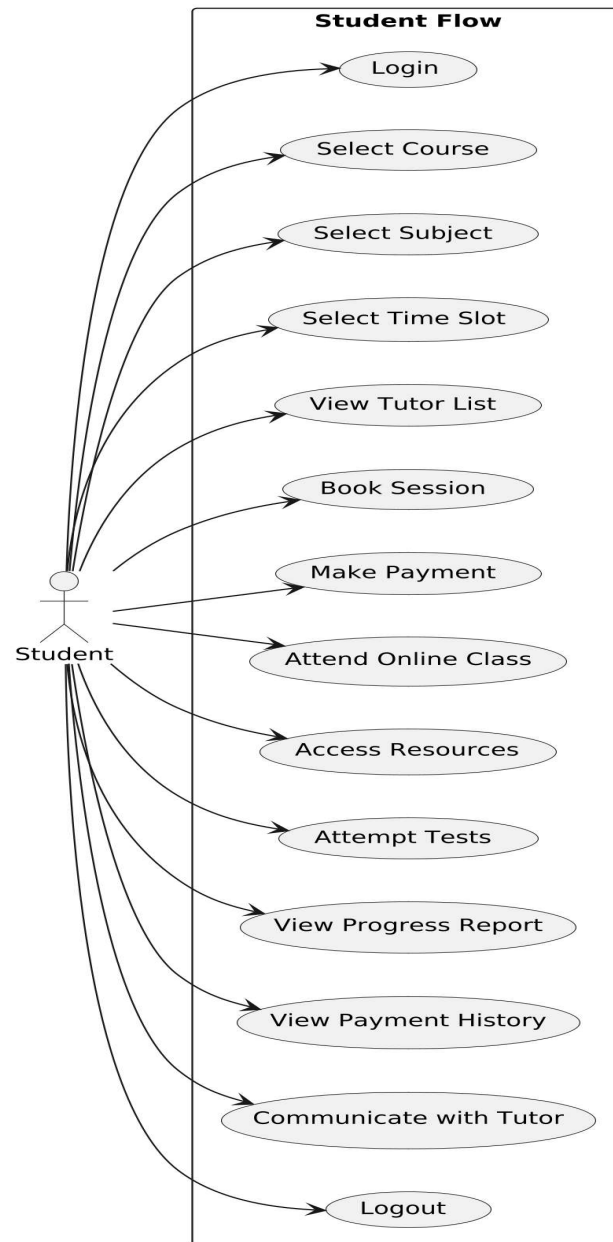 Student Flow
Login
Select Course
Select Subject
Select Time Slot
View Tutor List
Book Session
Make Payment
Student
Attend Online Class
Access Resources
Attempt Tests
View Progress Report
View Payment History
Communicate with Tutor
Logout